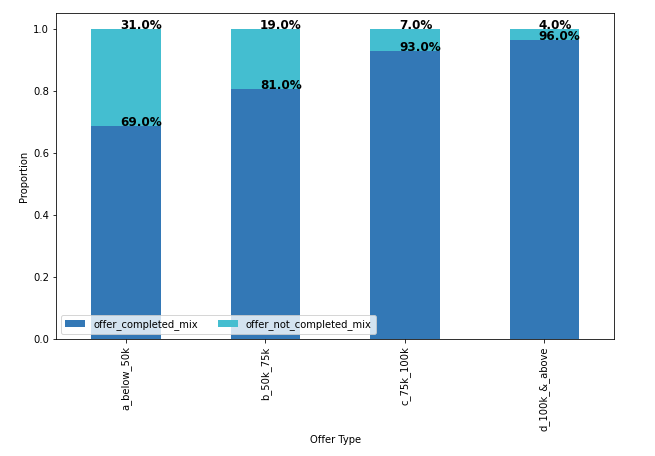 31.0% 19.0% 7.0% 4.0%
96.0%
93.0%
81.0%
69.0%
1.0
0.8
0.6
0.4
0.2
0.0
Proportion
offer_completed_mix offer_not_completed_mix
a_below_50k
b_50k_75k
c_75k_100k
d_100k_&_above
Offer Type